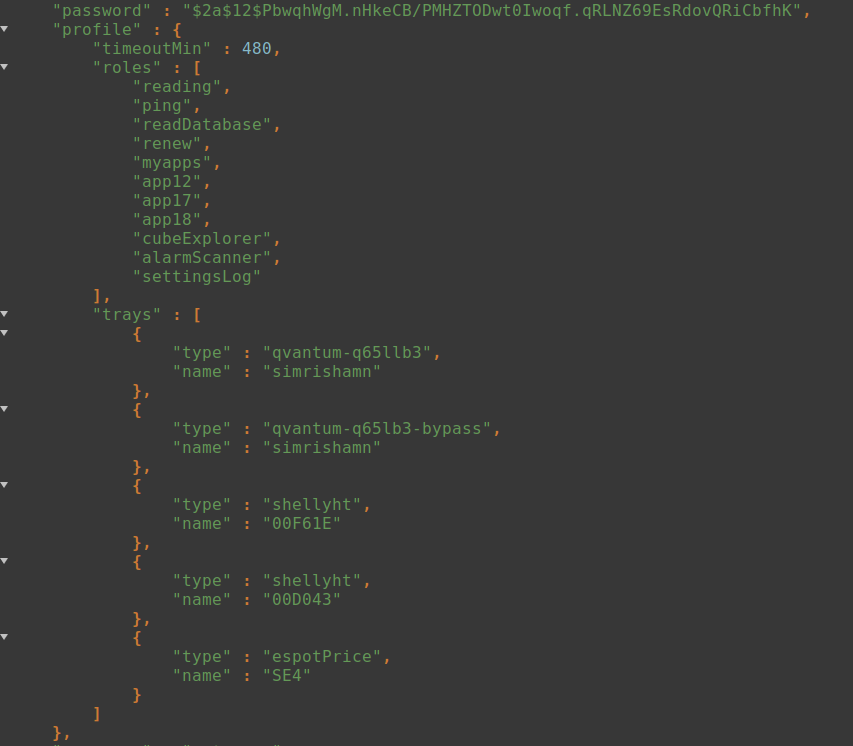 "password" : "$2a$12$PbwqhWgM.nHkeCB/PMHZTODwt0Iwoqf.qRLNZ69EsRdovQRiCbfhK",
"profile" : {
"timeoutMin" : 480,
"roles" : [
"reading",
"ping",
"readDatabase",
"renew",
"myapps",
"app12",
"app17",
"app18",
"cubeExplorer",
"alarmScanner",
"settingsLog"
],
"trays" : [
{
"type" : "qvantum-q65llb3",
"name" : "simrishamn"
},
{
"type" : "qvantum-q65lb3-bypass",
"name" : "simrishamn"
},
{
"type" : "shellyht",
"name" : "00F61E"
},
{
"type" : "shellyht",
"name" : "00D043"
},
{
"type" : "espotPrice",
"name" : "SE4"
}
]
},